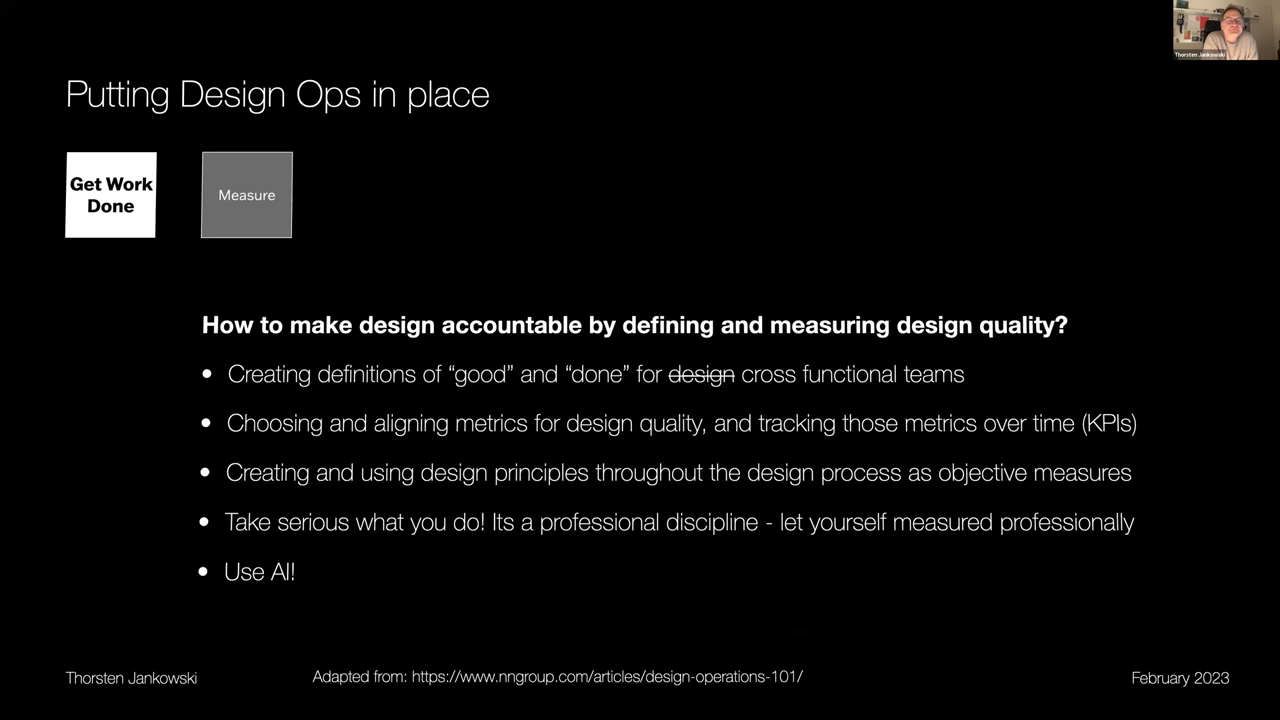 Thorsten Jankowski
Putting Design Ops in place
Get Work
Done
Measure
How to make design accountable by defining and measuring design quality?
• Creating definitions of “good” and “done” for design cross functional teams
• Choosing and aligning metrics for design quality, and tracking those metrics over time (KPIs)
• Creating and using design principles throughout the design process as objective measures
• Take serious what you do! Its a professional discipline - let yourself measured professionally
• Use AI!
Thorsten Jankowski
Adapted from: https://www.nngroup.com/articles/design-operations-101/
February 2023